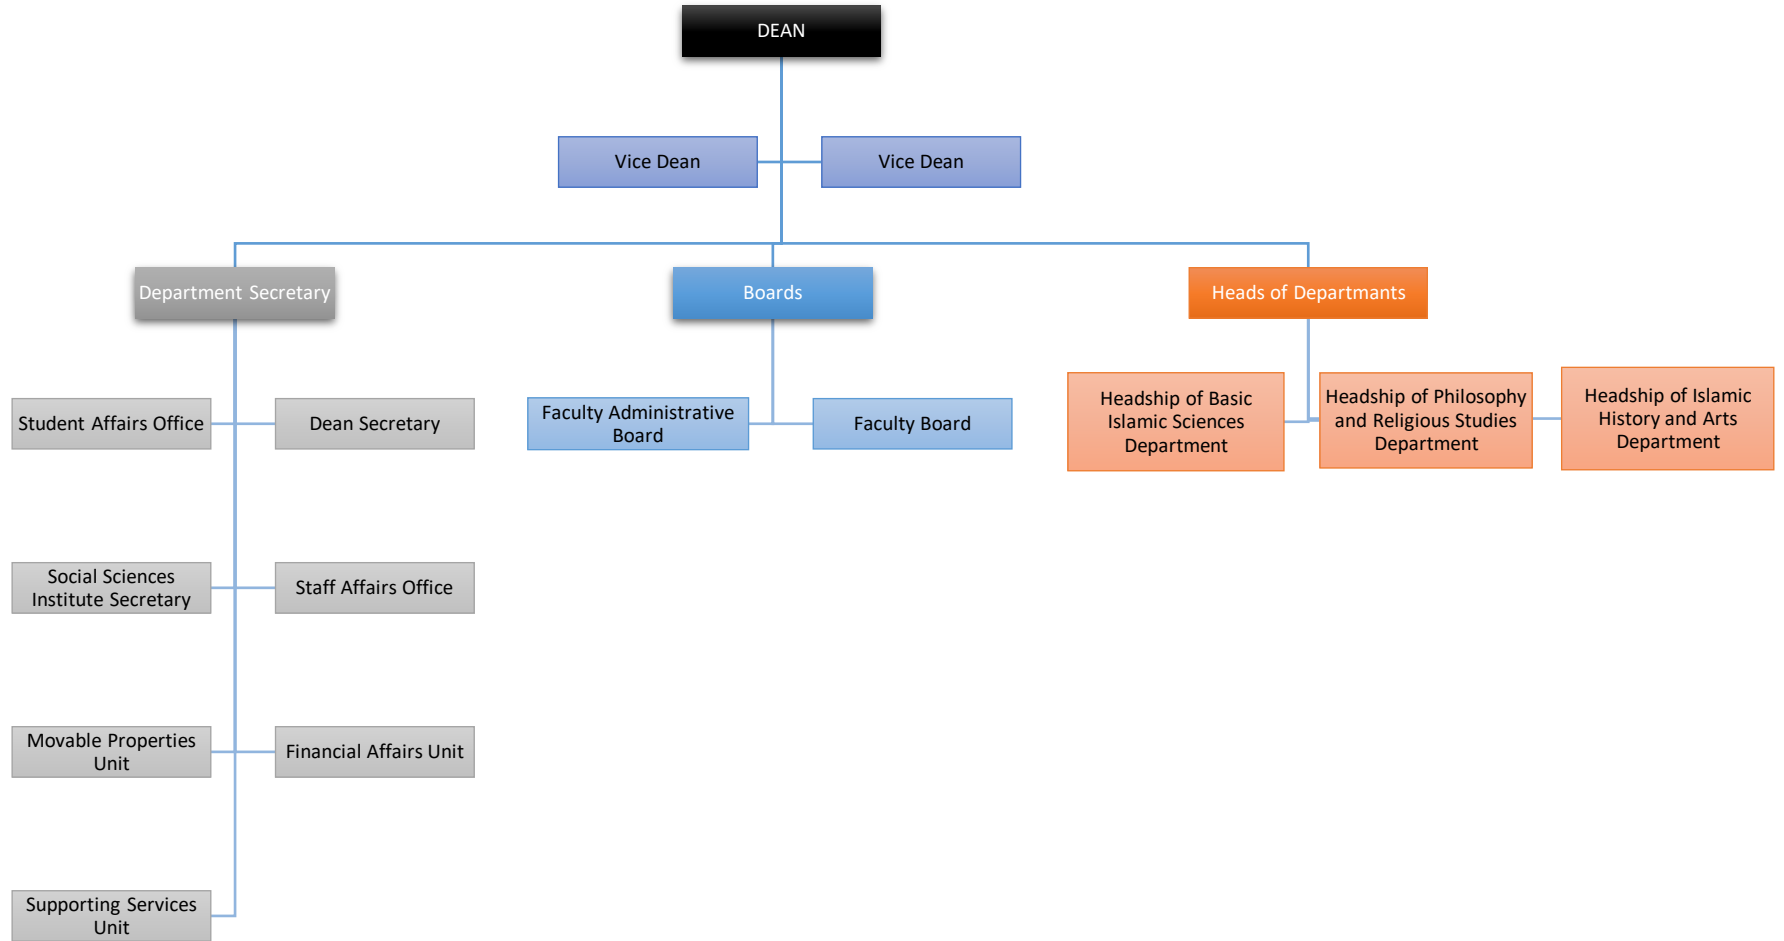 DEAN
Vice Dean
Vice Dean
Department Secretary
Boards
Heads of Departmants
Student Affairs Office
Dean Secretary
Faculty Administrative
Board
Faculty Board
Headship of Basic
Islamic Sciences
Department
Headship of Philosophy
and Religious Studies
Department
Headship of Islamic
History and Arts
Department
Social Sciences
Institute Secretary
Staff Affairs Office
Movable Properties
Unit
Financial Affairs Unit
Supporting Services
Unit